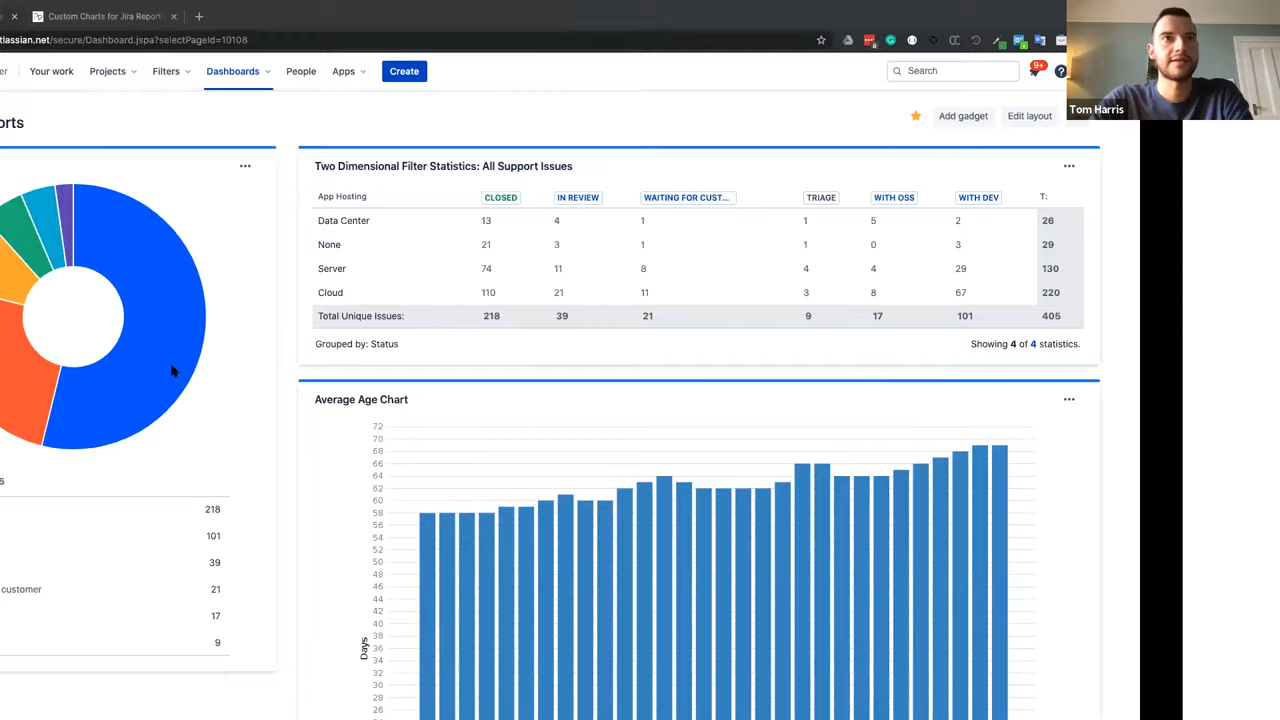 Custom Charts for Jira Report
tlassian.net/secure/Dashboard.jspa?selectPageId=10108
er Your work Projects Filters Dashboards People Apps Create Search 9+
Tom Harris
orts
Add gadget Edit layout
Two Dimensional Filter Statistics: All Support Issues
App Hosting CLOSED IN REVIEW WAITING FOR CUST... TRIAGE WITH OSS WITH DEV T:
Data Center 13 4 1 1 5 2 26
None 21 3 1 1 0 3 29
Server 74 11 8 4 4 29 130
Cloud 110 21 11 3 8 67 220
Total Unique Issues: 218 39 21 9 17 101 405
Grouped by: Status Showing 4 of 4 statistics.
218
101
39
customer 21
17
9
Average Age Chart
72
70
68
66
64
62
60
58
56
54
52
50
48
46
44
42
40
38
36
34
32
30
28
26
Days